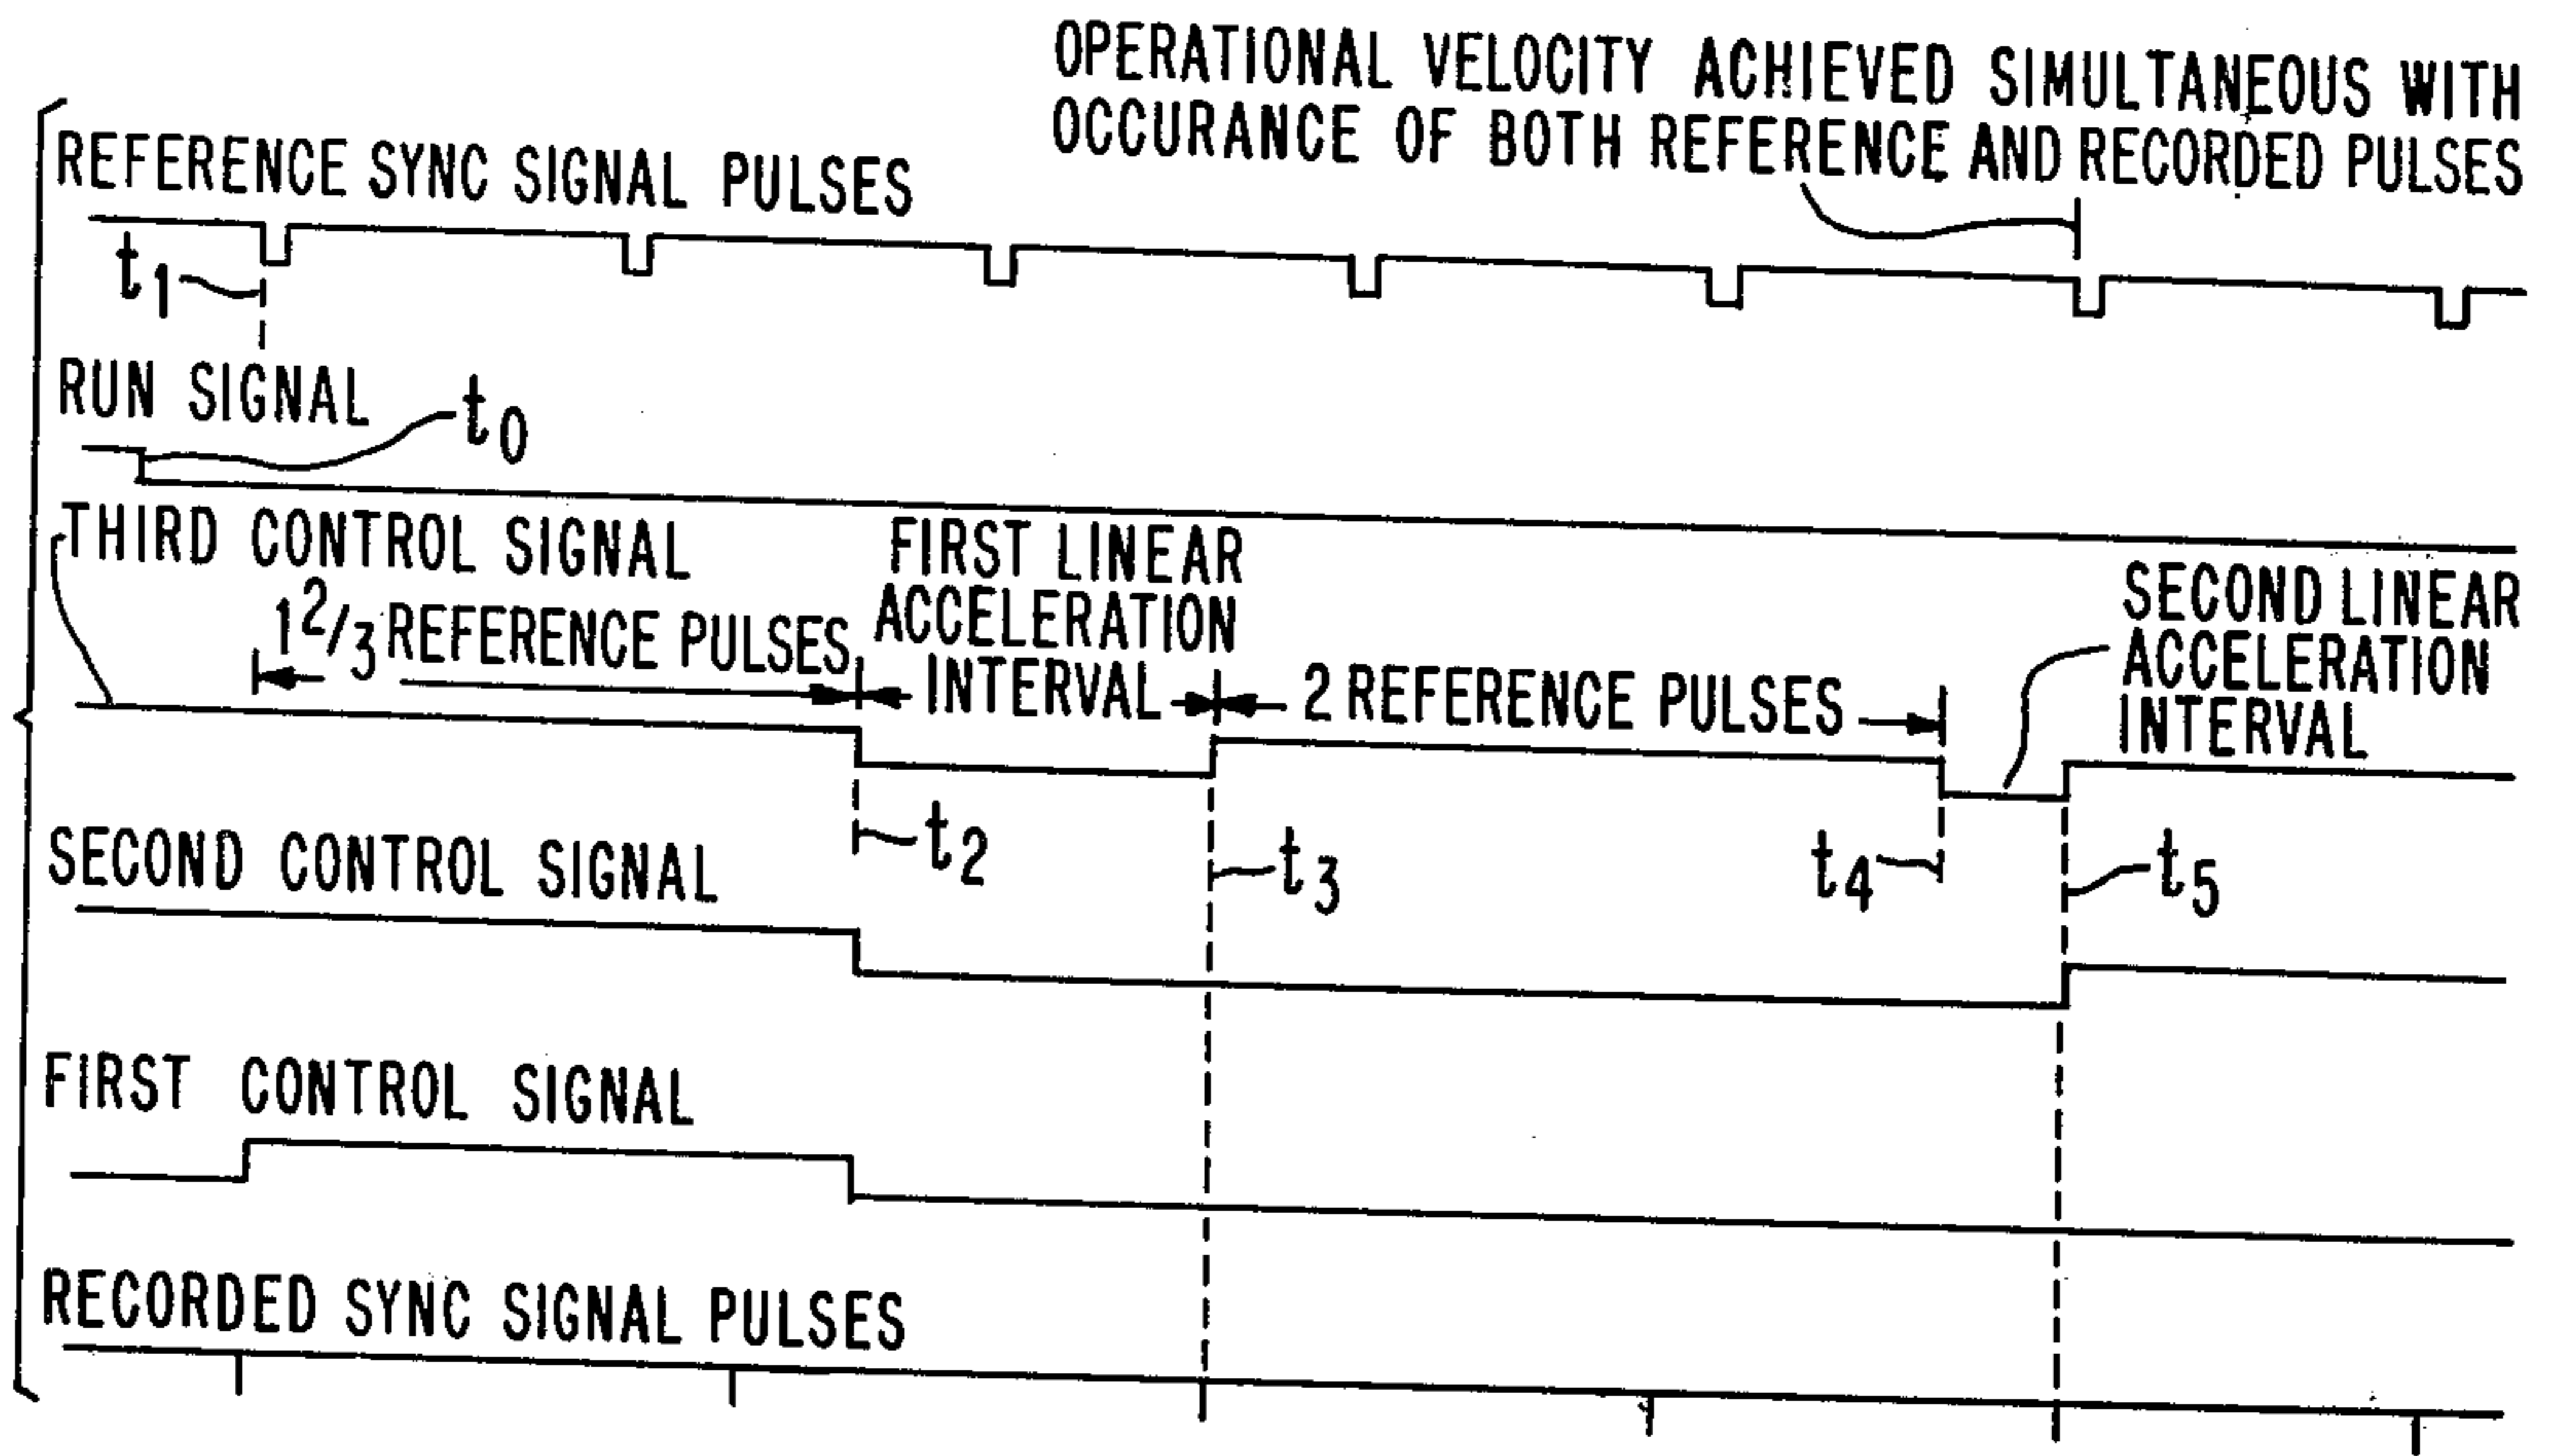 OPERATIONAL VELOCITY ACHIEVED SIMULTANEOUS WITH
OCCURANCE OF BOTH REFERENCE AND RECORDED PULSES
REFERENCE SYNC SIGNAL PULSES
t1
RUN SIGNAL
t0
THIRD CONTROL SIGNAL
1 2/3 REFERENCE PULSES
FIRST LINEAR
ACCELERATION
INTERVAL
2 REFERENCE PULSES
SECOND LINEAR
ACCELERATION
INTERVAL
t2
t3
t4
t5
SECOND CONTROL SIGNAL
FIRST CONTROL SIGNAL
RECORDED SYNC SIGNAL PULSES